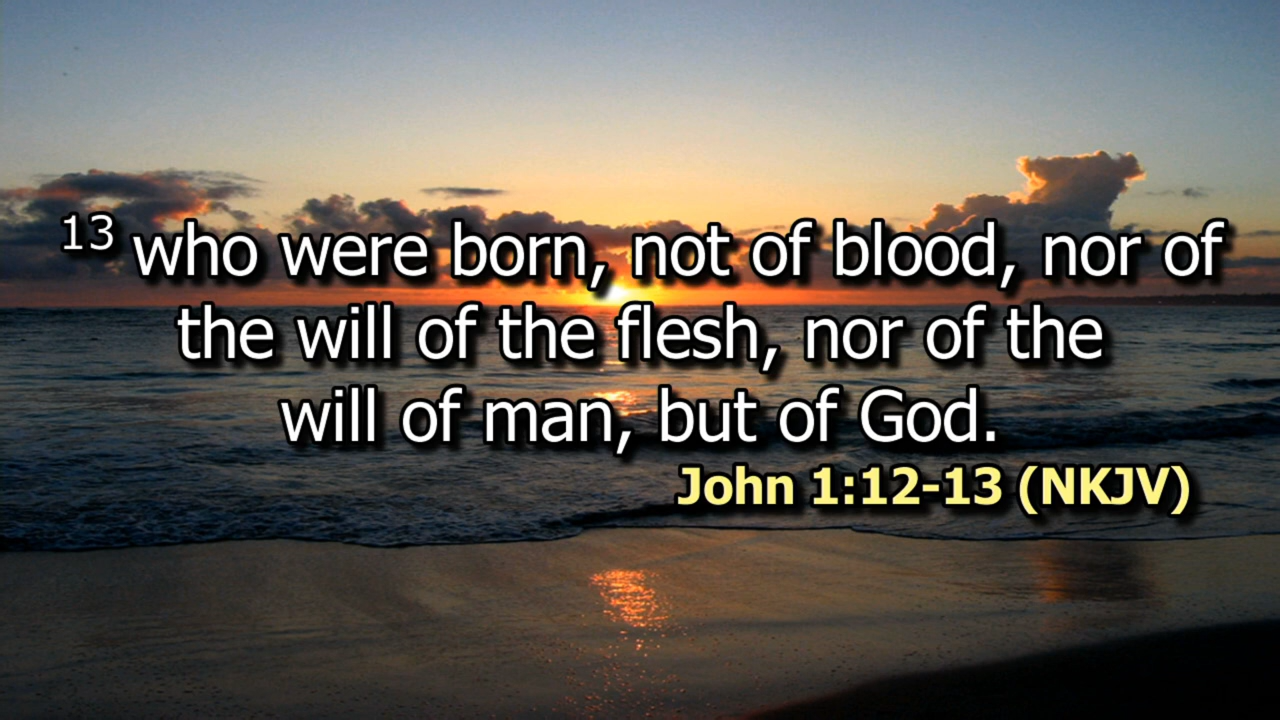 13 who were born, not of blood, nor of
the will of the flesh, nor of the
will of man, but of God.
John 1:12-13 (NKJV)